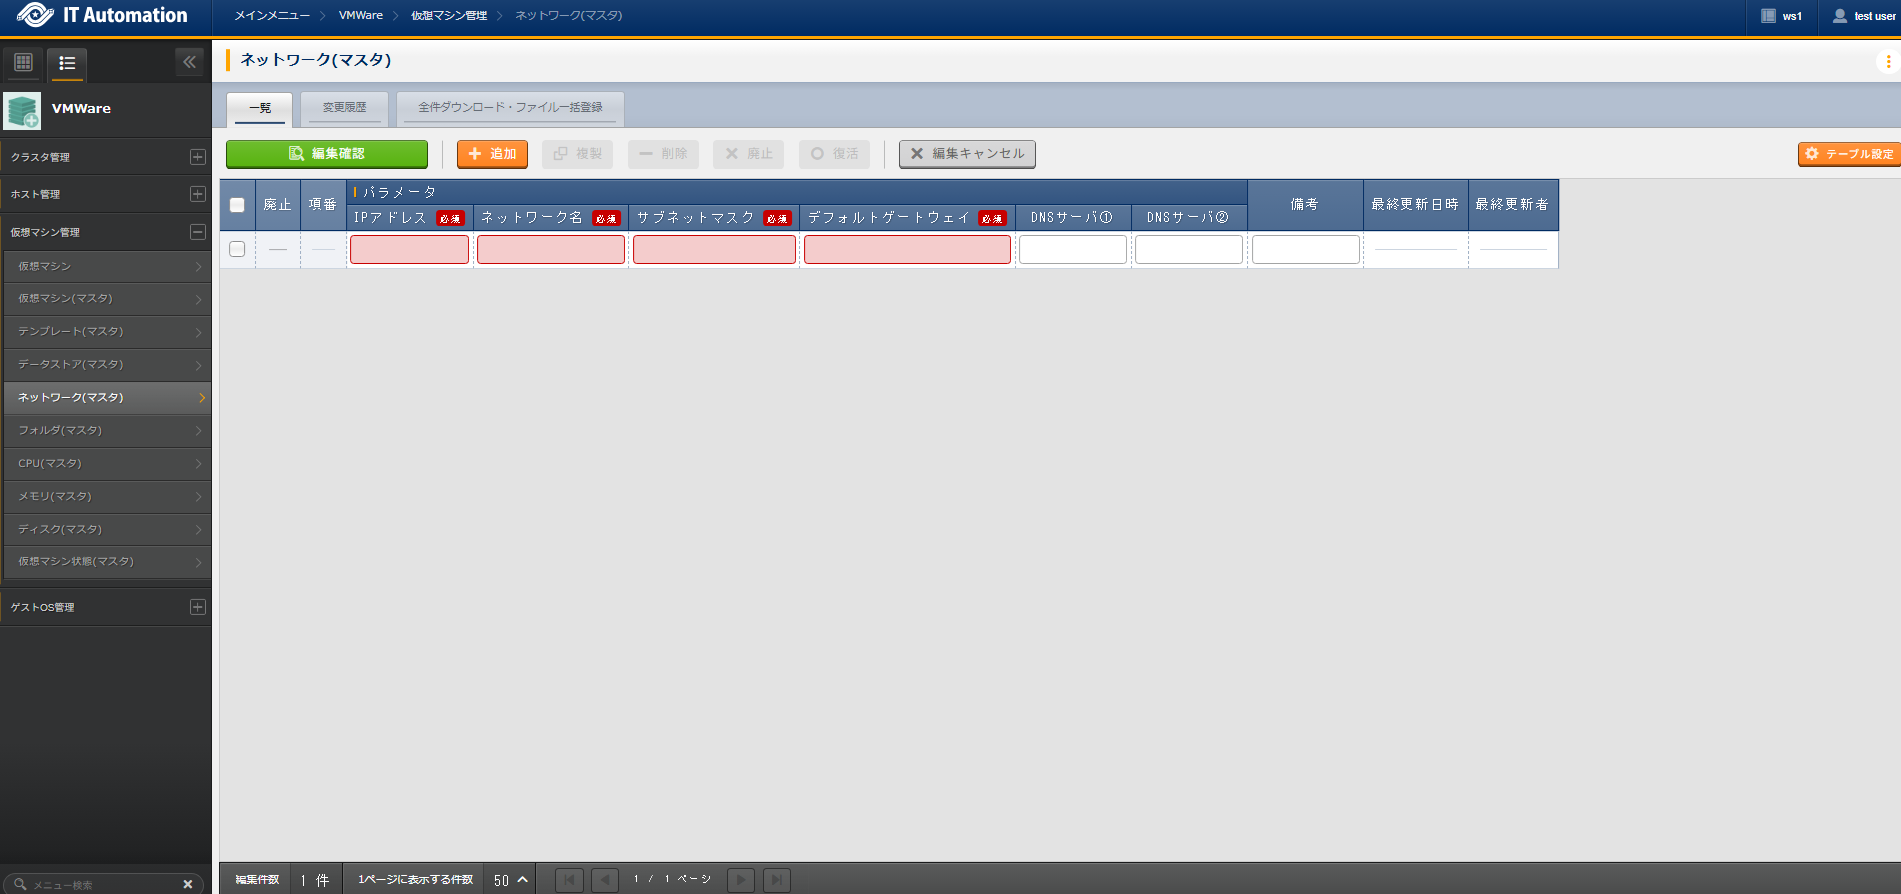 IT Automation
メインメニュー
VMWare
仮想マシン管理
ネットワーク(マスタ)
ws1
test user
VMWare
クラスタ管理
ホスト管理
仮想マシン管理
仮想マシン
仮想マシン(マスタ)
テンプレート(マスタ)
データストア(マスタ)
ネットワーク(マスタ)
フォルダ(マスタ)
CPU(マスタ)
メモリ(マスタ)
ディスク(マスタ)
仮想マシン状態(マスタ)
ゲストOS管理
メニュー検索
ネットワーク(マスタ)
一覧
変更履歴
全件ダウンロード・ファイル一括登録
編集確認
追加
複製
削除
廃止
復活
編集キャンセル
テーブル設定
廃止
項番
パラメータ
IPアドレス 必須
ネットワーク名 必須
サブネットマスク 必須
デフォルトゲートウェイ 必須
DNSサーバ①
DNSサーバ②
備考
最終更新日時
最終更新者
編集件数
1 件
1ページに表示する件数
50
1 / 1 ページ